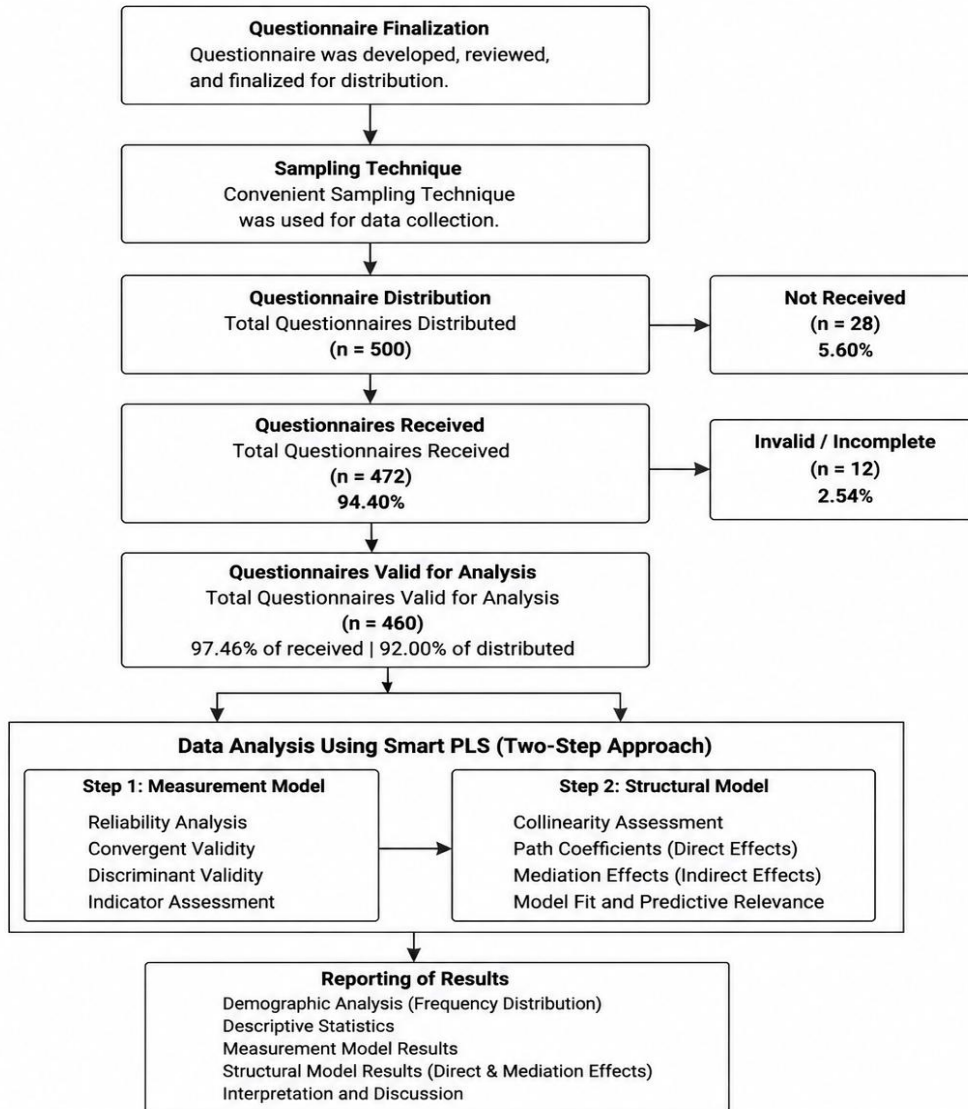 Questionnaire Finalization
Questionnaire was developed, reviewed,
and finalized for distribution.
Sampling Technique
Convenient Sampling Technique
was used for data collection.
Questionnaire Distribution
Total Questionnaires Distributed
(n = 500)
Not Received
(n = 28)
5.60%
Questionnaires Received
Total Questionnaires Received
(n = 472)
94.40%
Invalid / Incomplete
(n = 12)
2.54%
Questionnaires Valid for Analysis
Total Questionnaires Valid for Analysis
(n = 460)
97.46% of received | 92.00% of distributed
Data Analysis Using Smart PLS (Two-Step Approach)
Step 1: Measurement Model
Reliability Analysis
Convergent Validity
Discriminant Validity
Indicator Assessment
Step 2: Structural Model
Collinearity Assessment
Path Coefficients (Direct Effects)
Mediation Effects (Indirect Effects)
Model Fit and Predictive Relevance
Reporting of Results
Demographic Analysis (Frequency Distribution)
Descriptive Statistics
Measurement Model Results
Structural Model Results (Direct & Mediation Effects)
Interpretation and Discussion